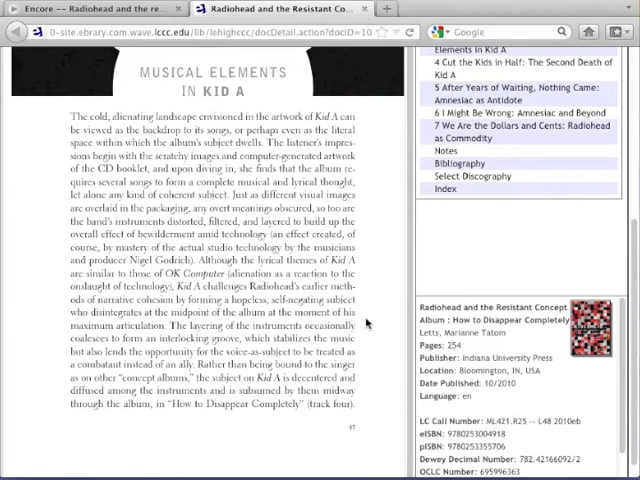 Encore -- Radiohead and the re...
Radiohead and the Resistant Co...
0-site.ebrary.com.wave.lccc.edu/lib/lehighccc/docDetail.action?docID=10
Google
MUSICAL ELEMENTS
IN KID A
The cold, alienating landscape envisioned in the artwork of Kid A can
be viewed as the backdrop to its songs, or perhaps even as the literal
space within which the album's subject dwells. The listener's impres-
sions begin with the scratchy images and computer-generated artwork
of the CD booklet, and upon diving in, she finds that the album re-
quires several songs to form a complete musical and lyrical thought,
let alone any kind of coherent subject. Just as different visual images
are overlaid in the packaging, any overt meanings obscured, so too are
the band's instruments distorted, filtered, and layered to build up the
overall effect of bewilderment amid technology (an effect created, of
course, by mastery of the actual studio technology by the musicians
and producer Nigel Godrich). Although the lyrical themes of Kid A
are similar to those of OK Computer (alienation as a reaction to the
onslaught of technology), Kid A challenges Radiohead's earlier meth-
ods of narrative cohesion by forming a hopeless, self-negating subject
who disintegrates at the midpoint of the album at the moment of his
maximum articulation. The layering of the instruments occasionally
coalesces to form an interlocking groove, which stabilizes the music
but also lends the opportunity for the voice-as-subject to be treated as
a combatant instead of an ally. Rather than being bound to the singer
as on other "concept albums," the subject on Kid A is decentered and
diffused among the instruments and is subsumed by them midway
through the album, in "How to Disappear Completely" (track four).
45
Elements in Kid A
4 Cut the Kids in Half: The Second Death of
Kid A
5 After Years of Waiting, Nothing Came:
Amnesiac as Antidote
6 I Might Be Wrong: Amnesiac and Beyond
7 We Are the Dollars and Cents: Radiohead
as Commodity
Notes
Bibliography
Select Discography
Index
Radiohead and the Resistant Concept
Album : How to Disappear Completely
Letts, Marianne Tatom
Pages: 254
Publisher: Indiana University Press
Location: Bloomington, IN, USA
Date Published: 10/2010
Language: en
LC Call Number: ML421.R25 -- L48 2010eb
eISBN: 9780253004918
pISBN: 9780253355706
Dewey Decimal Number: 782.42166092/2
OCLC Number: 695996363